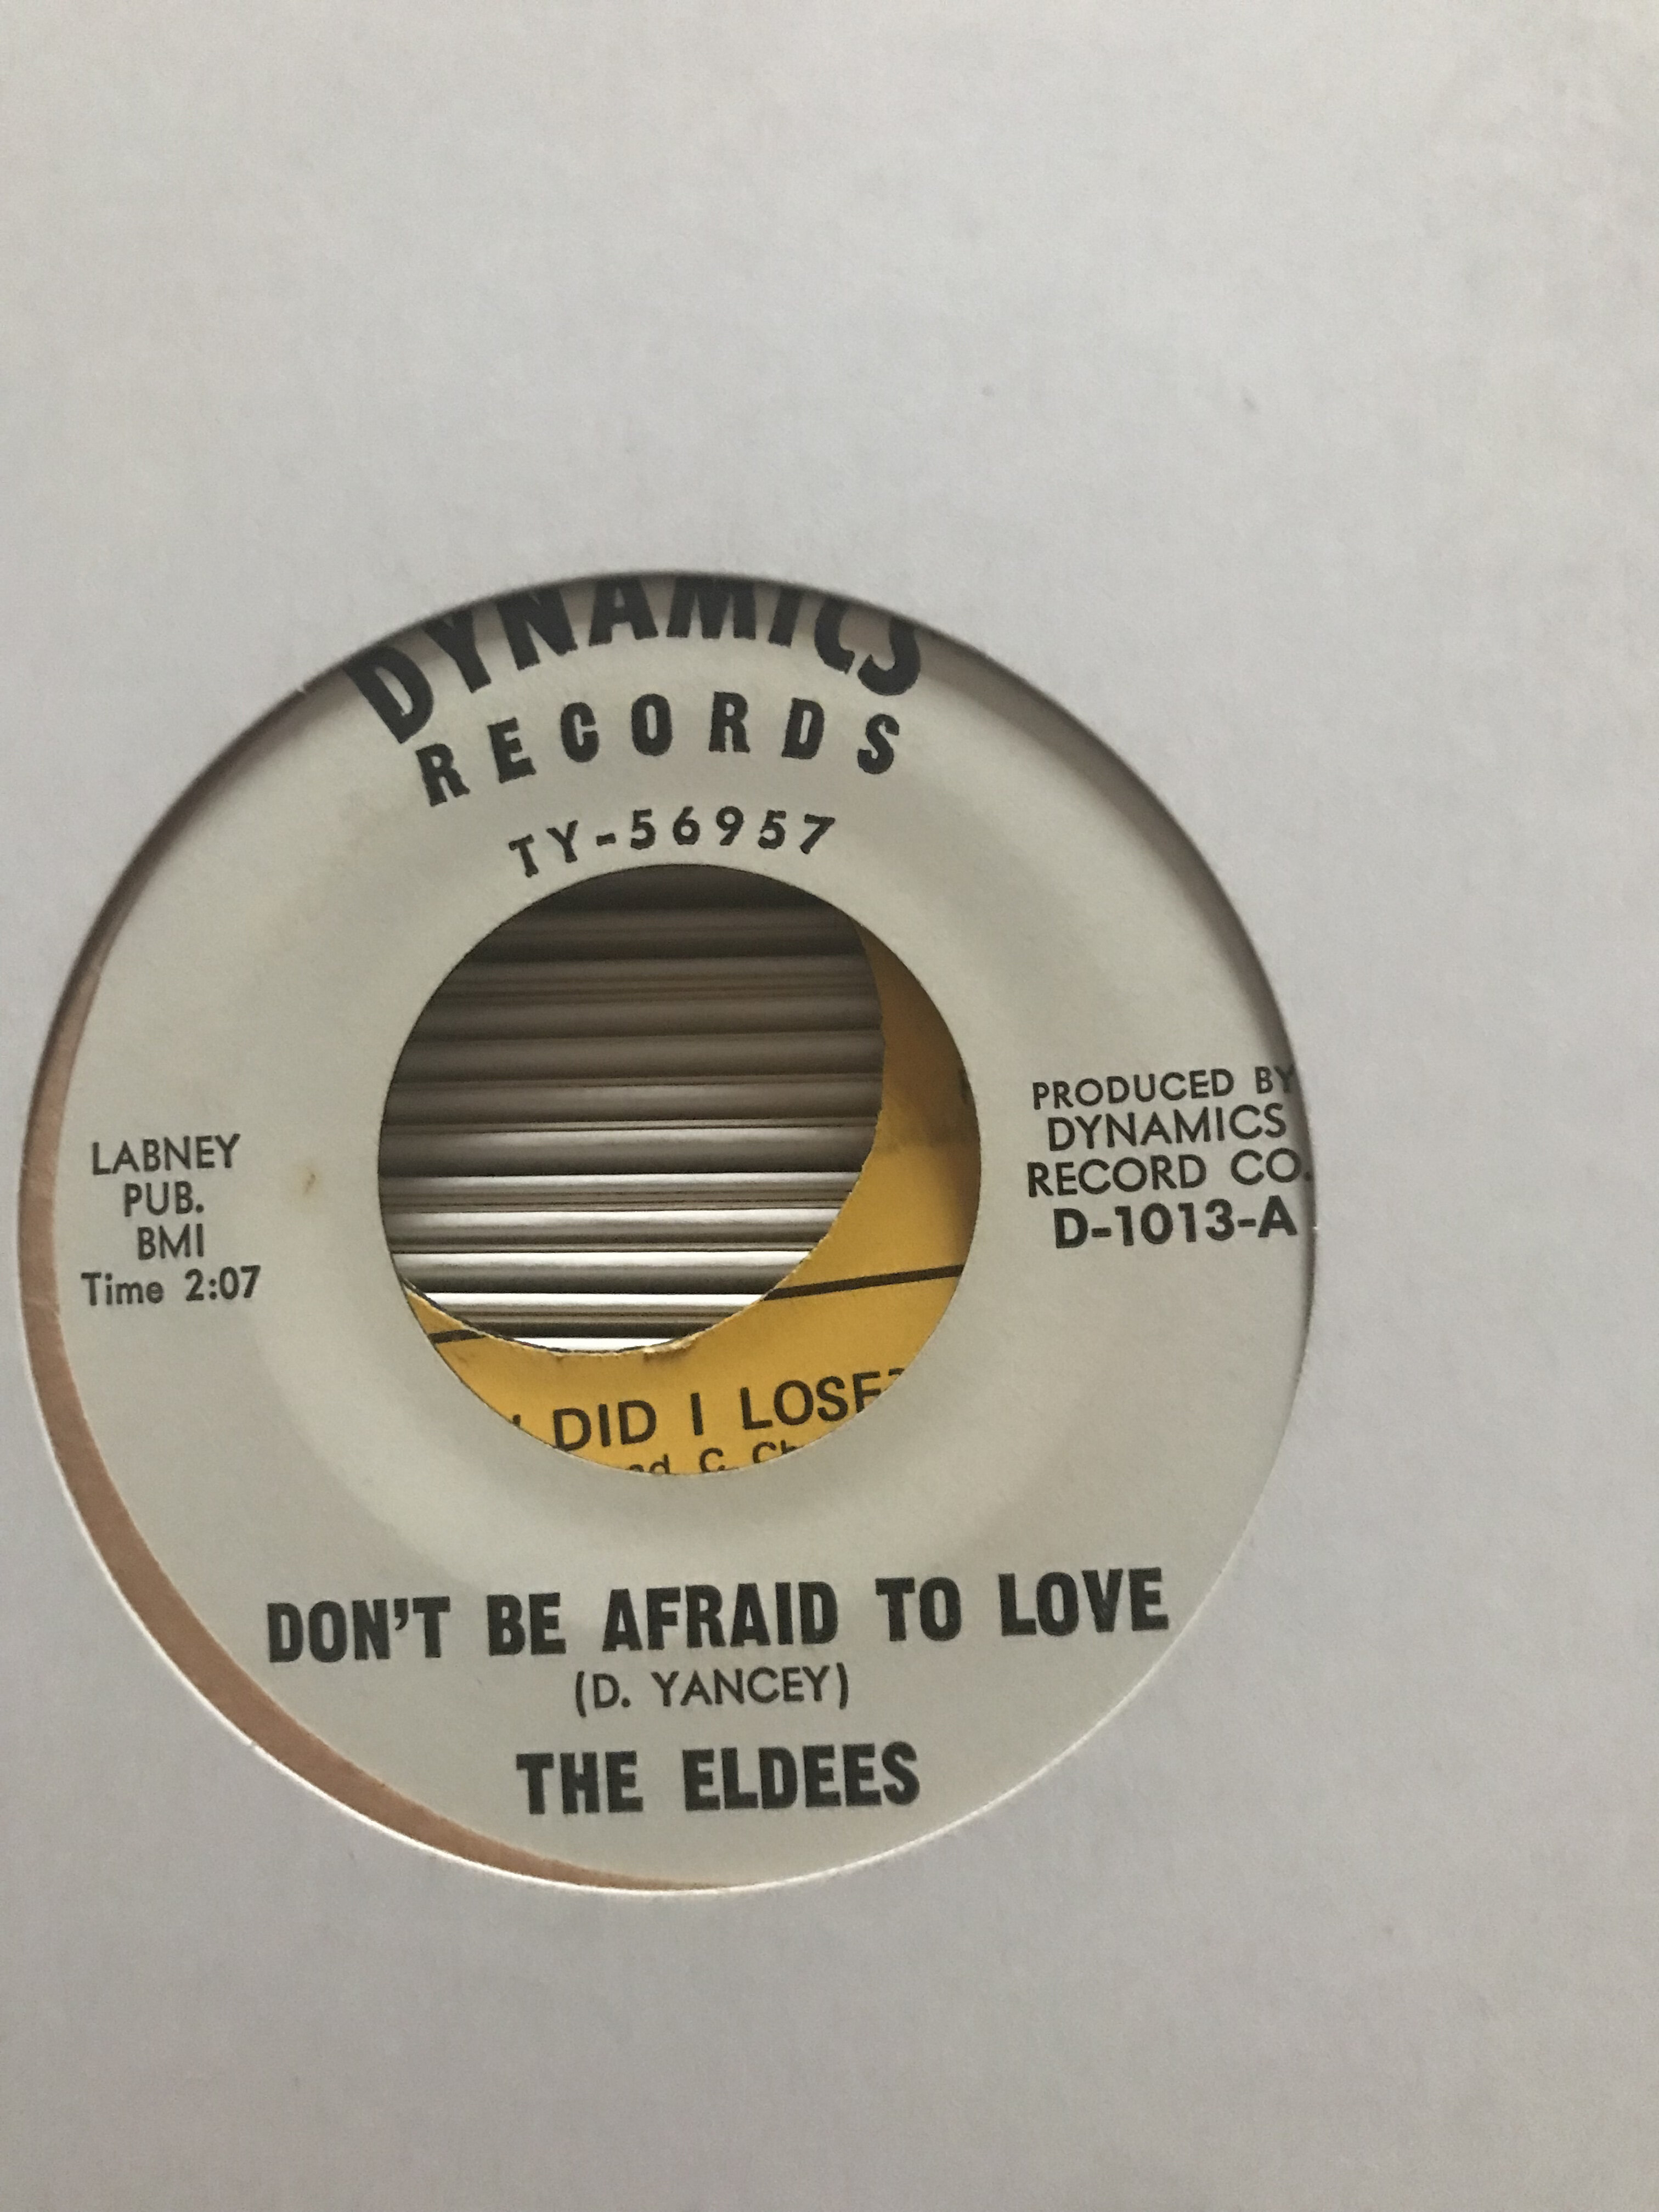 DYNAMICS
RECORDS
TY-56957
LABNEY
PUB.
BMI
Time 2:07
PRODUCED BY
DYNAMICS
RECORD CO.
D-1013-A
DID I LOSE?
C.
DON'T BE AFRAID TO LOVE
(D. YANCEY)
THE ELDEES